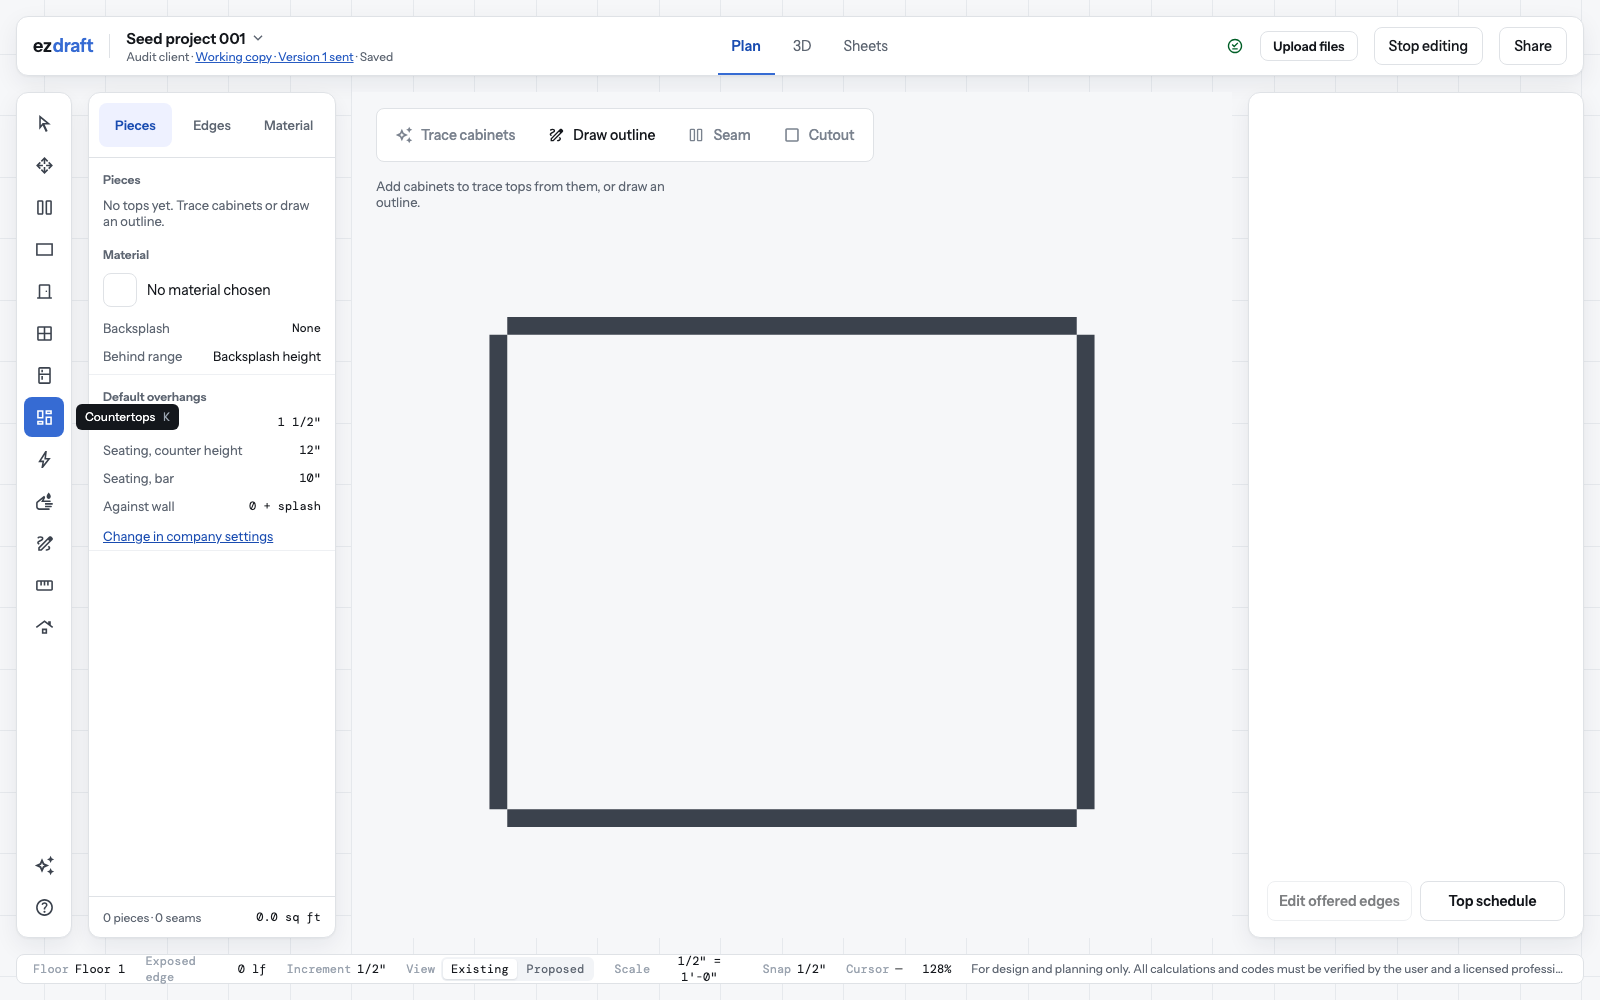 ezdraft
Seed project 001
Audit client · Working copy · Version 1 sent · Saved
Plan
3D
Sheets
Upload files
Stop editing
Share
Pieces
Edges
Material
Trace cabinets
Draw outline
Seam
Cutout
Add cabinets to trace tops from them, or draw an
outline.
Pieces
No tops yet. Trace cabinets or draw
an outline.
Material
No material chosen
Backsplash None
Behind range Backsplash height
Default overhangs
Countertops K
1 1/2"
Seating, counter height 12"
Seating, bar 10"
Against wall 0 + splash
Change in company settings
0 pieces · 0 seams 0.0 sq ft
Edit offered edges
Top schedule
Floor Floor 1
Exposed
edge
0 lf
Increment 1/2"
View Existing Proposed
Scale
1/2" =
1'-0"
Snap 1/2"
Cursor —
128%
For design and planning only. All calculations and codes must be verified by the user and a licensed professi...